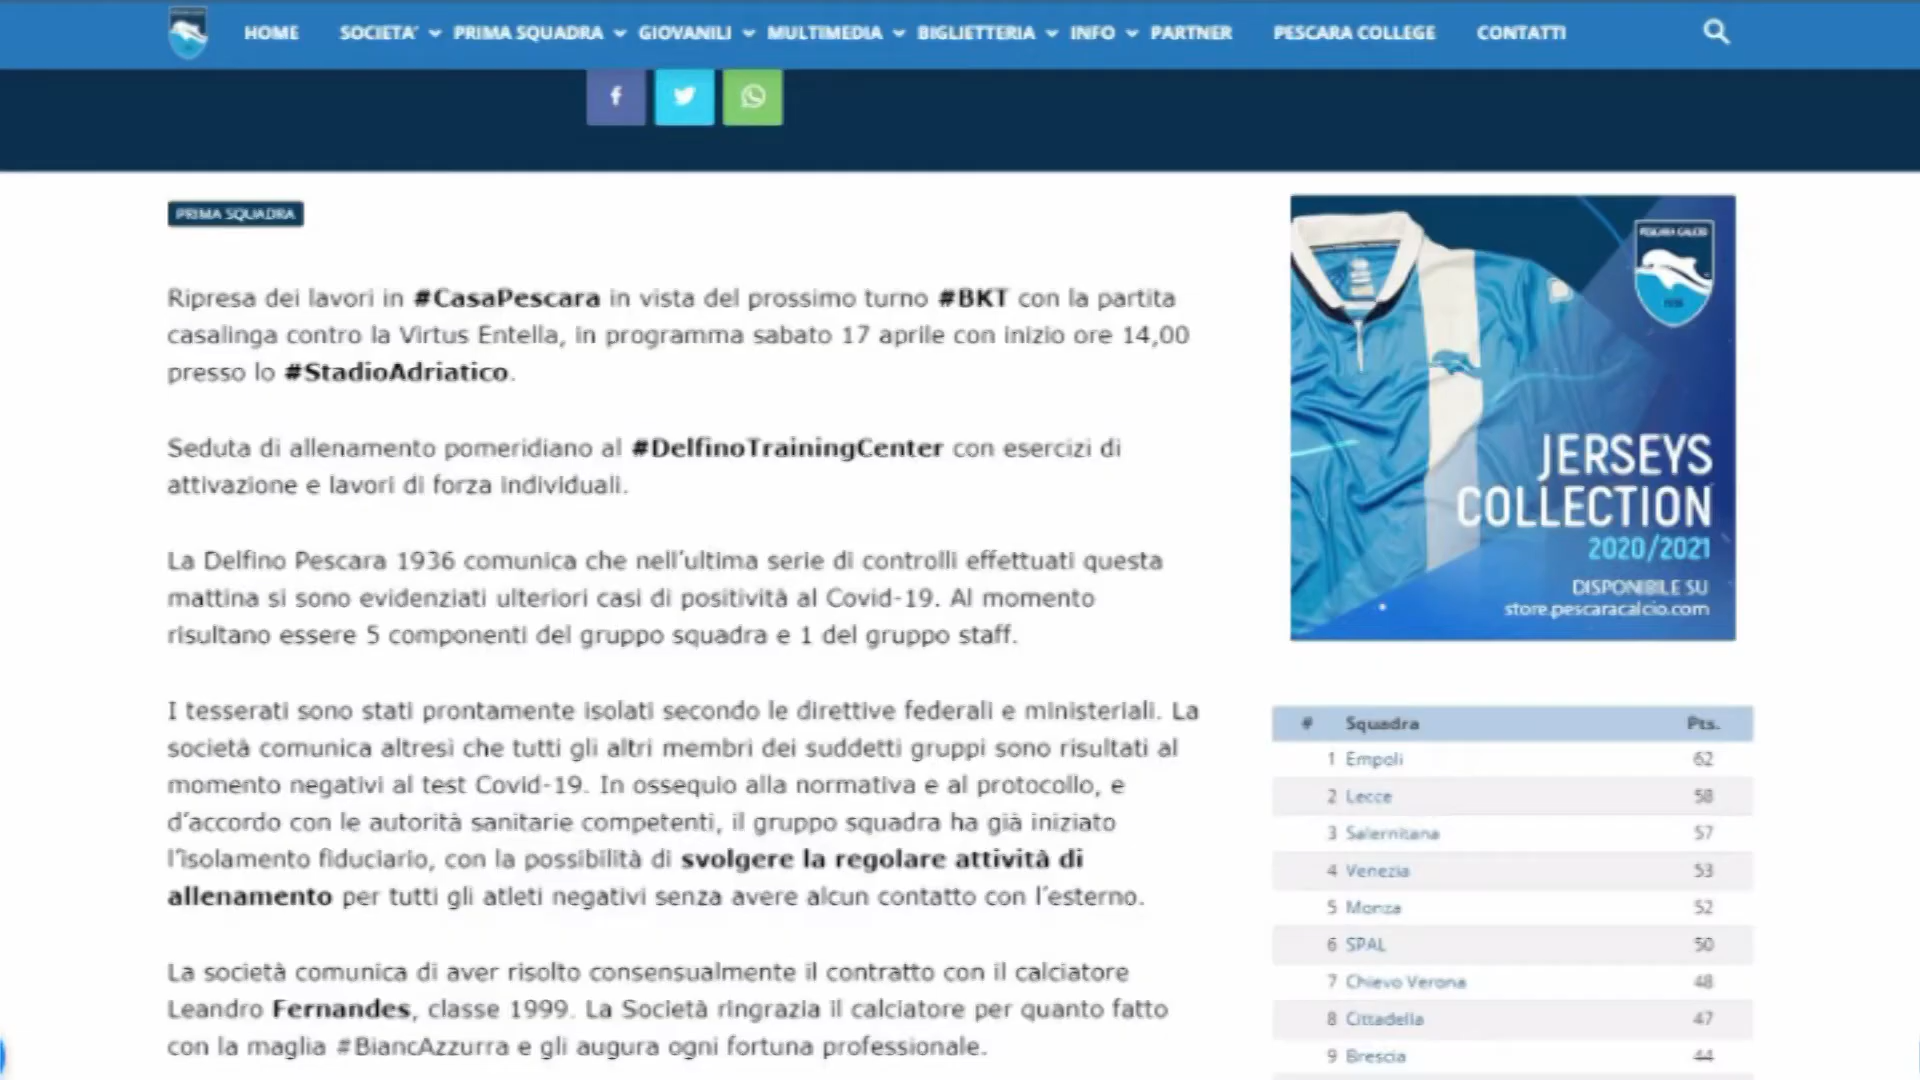 HOME SOCIETA' PRIMA SQUADRA GIOVANILI MULTIMEDIA BIGLIETTERIA INFO PARTNER PESCARA COLLEGE CONTATTI
PRIMA SQUADRA
Ripresa dei lavori in #CasaPescara in vista del prossimo turno #BKT con la partita
casalinga contro la Virtus Entella, in programma sabato 17 aprile con inizio ore 14,00
presso lo #StadioAdriatico.
Seduta di allenamento pomeridiano al #DelfinoTrainingCenter con esercizi di
attivazione e lavori di forza individuali.
La Delfino Pescara 1936 comunica che nell'ultima serie di controlli effettuati questa
mattina si sono evidenziati ulteriori casi di positività al Covid-19. Al momento
risultano essere 5 componenti del gruppo squadra e 1 del gruppo staff.
I tesserati sono stati prontamente isolati secondo le direttive federali e ministeriali. La
società comunica altresì che tutti gli altri membri dei suddetti gruppi sono risultati al
momento negativi al test Covid-19. In ossequio alla normativa e al protocollo, e
d'accordo con le autorità sanitarie competenti, il gruppo squadra ha già iniziato
l'isolamento fiduciario, con la possibilità di svolgere la regolare attività di
allenamento per tutti gli atleti negativi senza avere alcun contatto con l'esterno.
La società comunica di aver risolto consensualmente il contratto con il calciatore
Leandro Fernandes, classe 1999. La Società ringrazia il calciatore per quanto fatto
con la maglia #BiancAzzurra e gli augura ogni fortuna professionale.
PESCARA CALCIO
1936
JERSEYS
COLLECTION
2020/2021
DISPONIBILE SU
store.pescaracalcio.com
# Squadra Pts.
1 Empoli 62
2 Lecce 58
3 Salernitana 57
4 Venezia 53
5 Monza 52
6 SPAL 50
7 Chievo Verona 48
8 Cittadella 47
9 Brescia 44